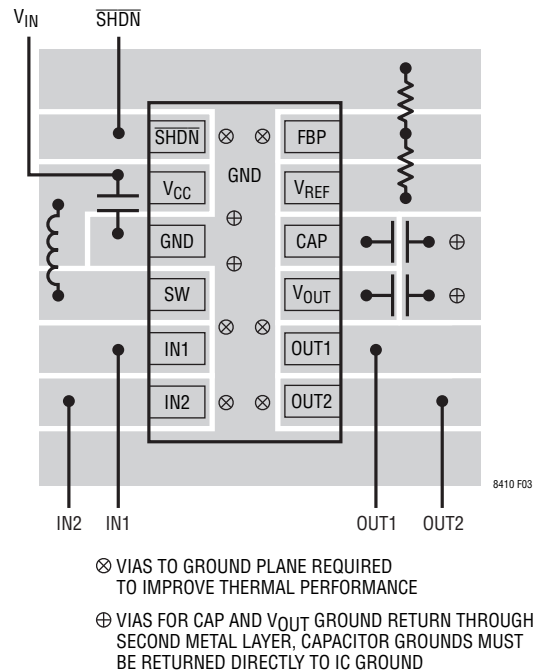 VIN SHDN
SHDN FBP
GND
VCC VREF
GND CAP
SW VOUT
IN1 OUT1
IN2 OUT2
8410 F03
IN2 IN1 OUT1 OUT2
⊗ VIAS TO GROUND PLANE REQUIRED
TO IMPROVE THERMAL PERFORMANCE
⊕ VIAS FOR CAP AND VOUT GROUND RETURN THROUGH
SECOND METAL LAYER, CAPACITOR GROUNDS MUST
BE RETURNED DIRECTLY TO IC GROUND